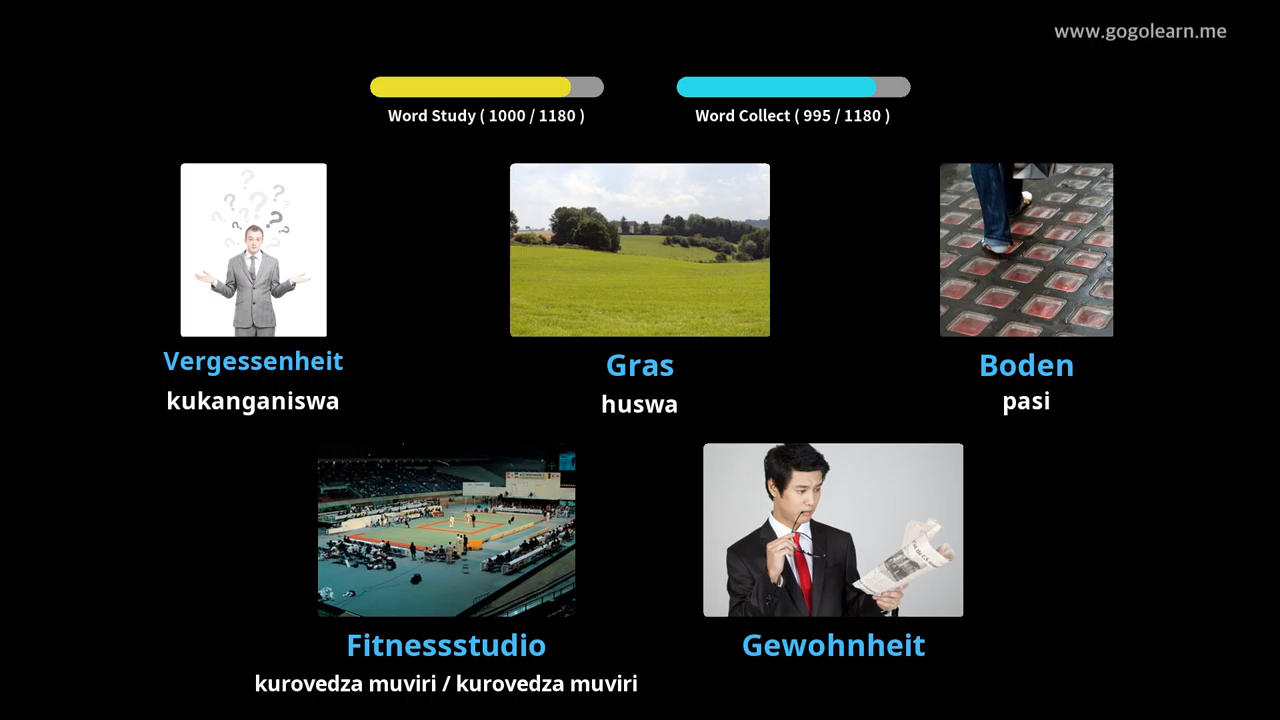 www.gogolearn.me
Word Study ( 1000 / 1180 )
Word Collect ( 995 / 1180 )
Vergessenheit
kukanganiswa
Gras
huswa
Boden
pasi
Fitnessstudio
kurovedza muviri / kurovedza muviri
Gewohnheit